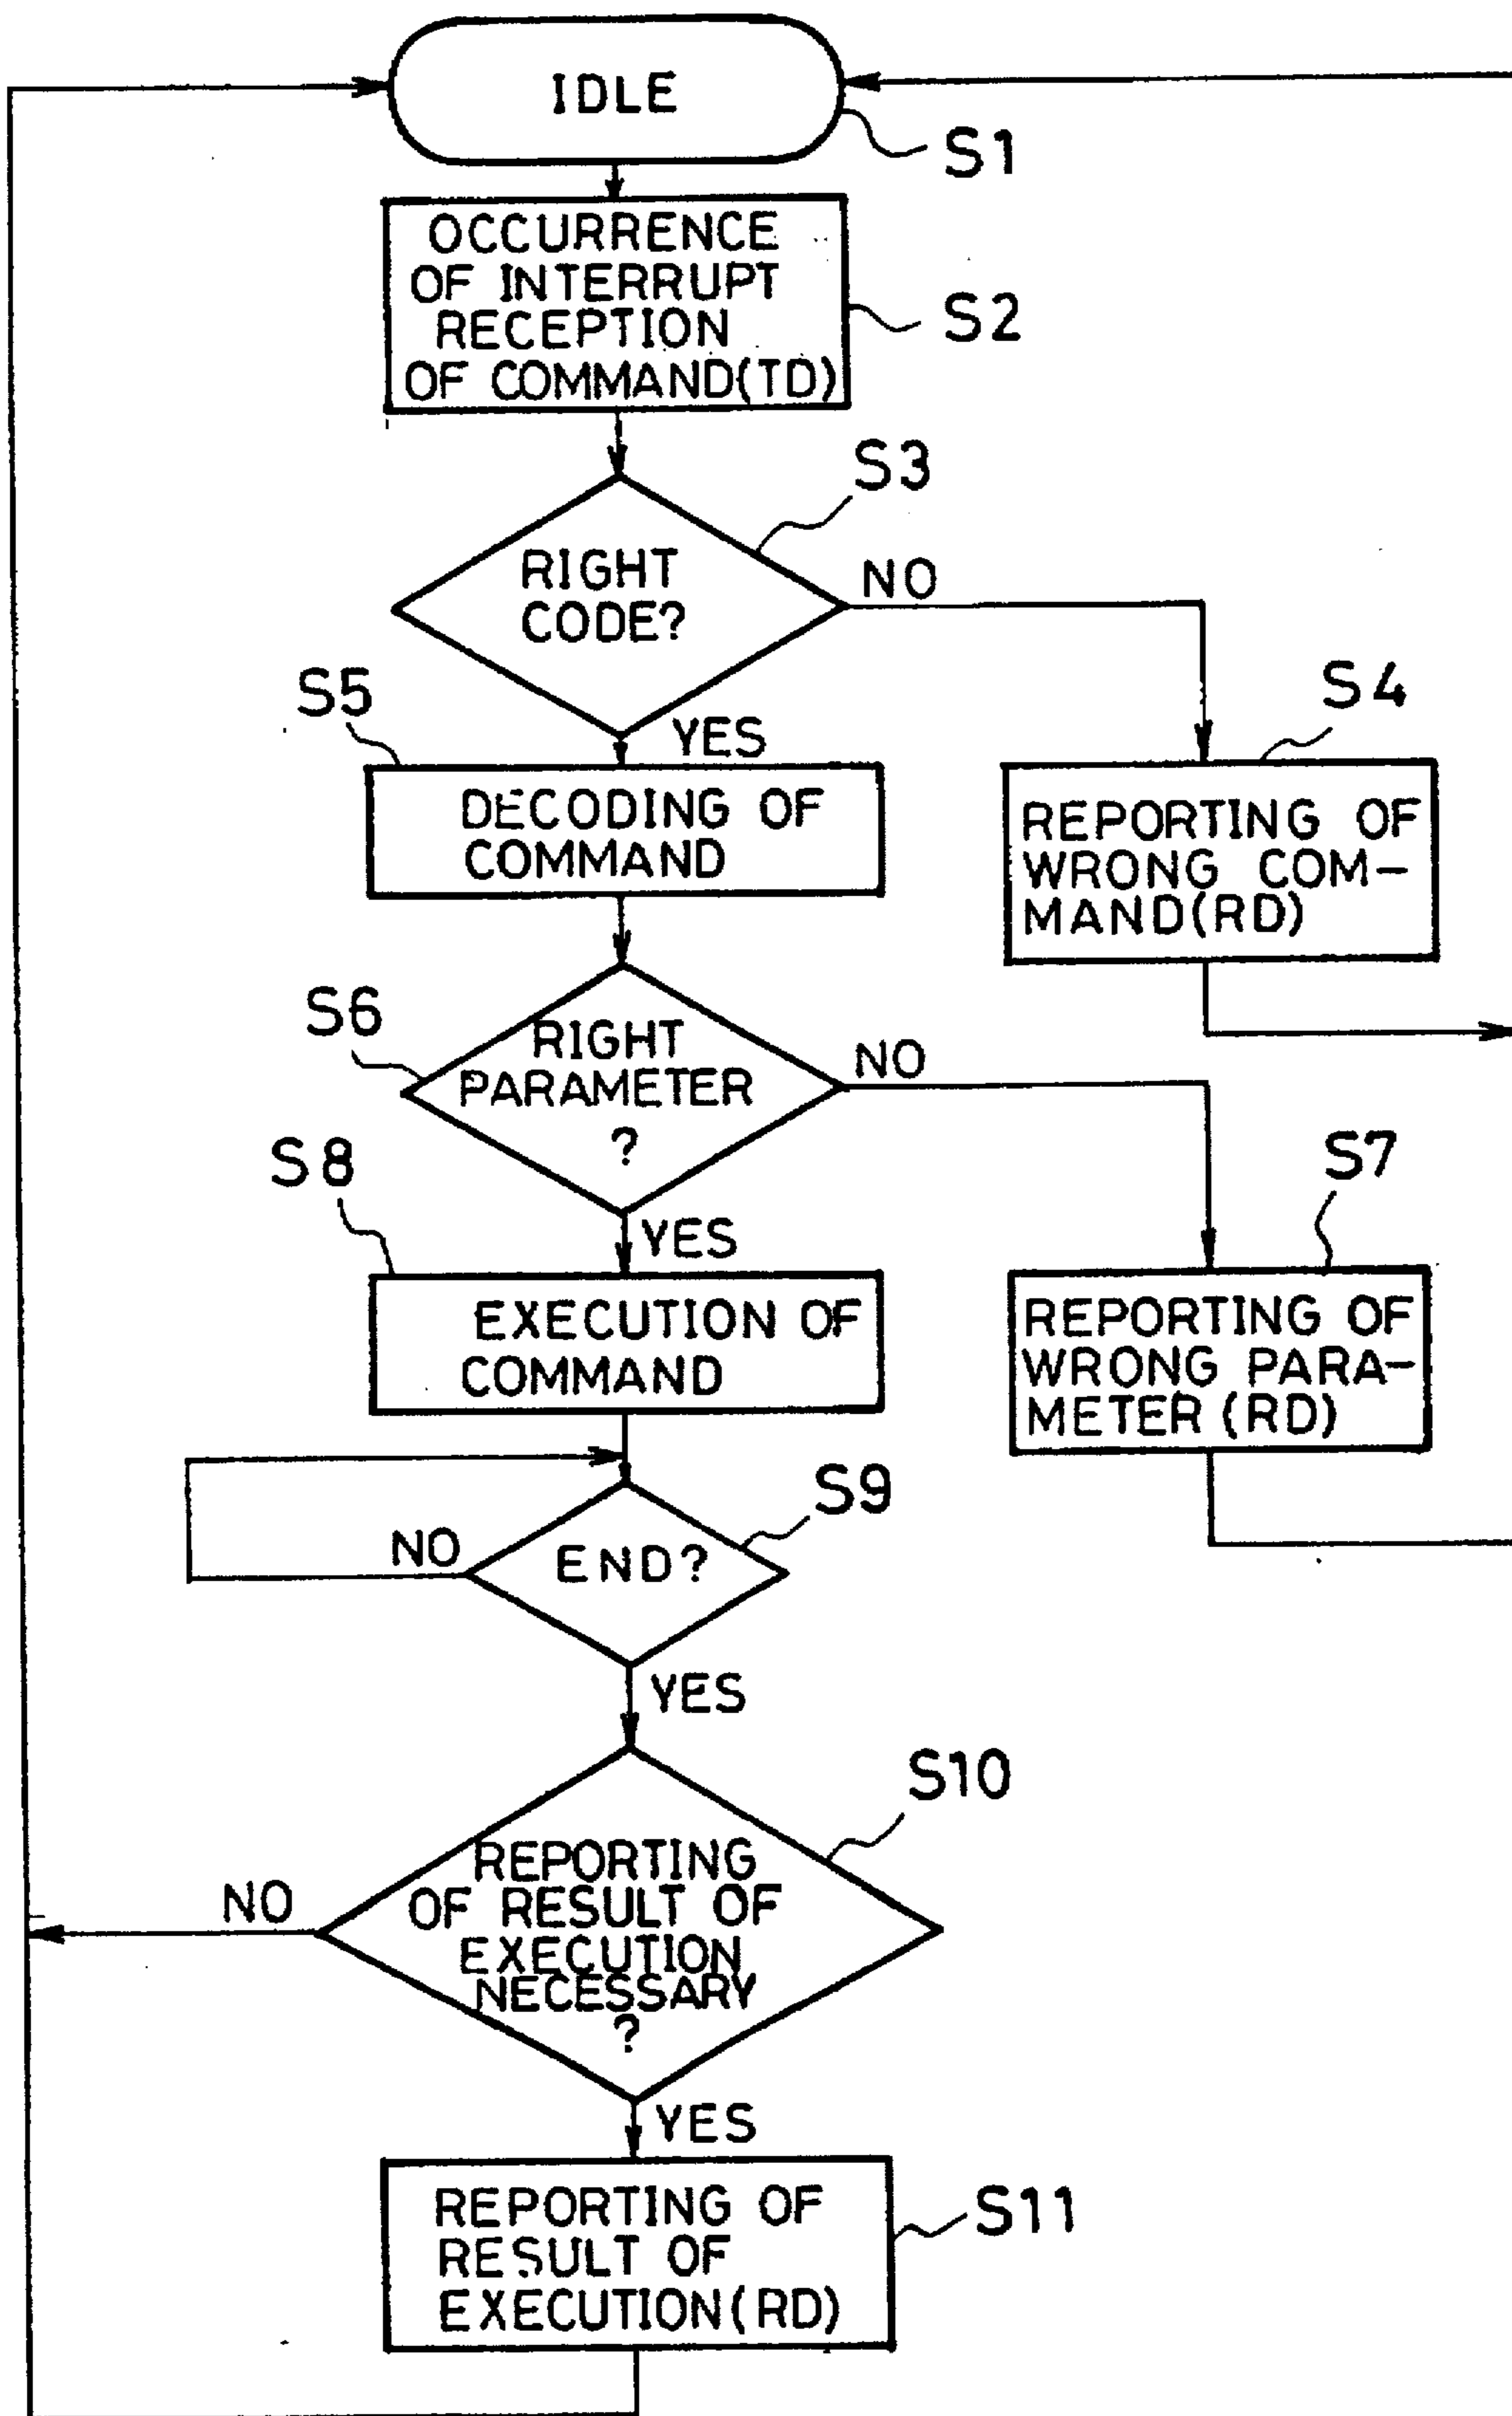 IDLE
S1
OCCURRENCE
OF INTERRUPT
RECEPTION
OF COMMAND(TD)
S2
S3
RIGHT
CODE?
NO
YES
S4
REPORTING OF
WRONG COM-
MAND(RD)
S5
DECODING OF
COMMAND
S6
RIGHT
PARAMETER
?
NO
YES
S7
REPORTING OF
WRONG PARA-
METER (RD)
S8
EXECUTION OF
COMMAND
S9
END?
NO
YES
S10
REPORTING
OF RESULT OF
EXECUTION
NECESSARY
?
NO
YES
REPORTING OF
RESULT OF
EXECUTION(RD)
S11